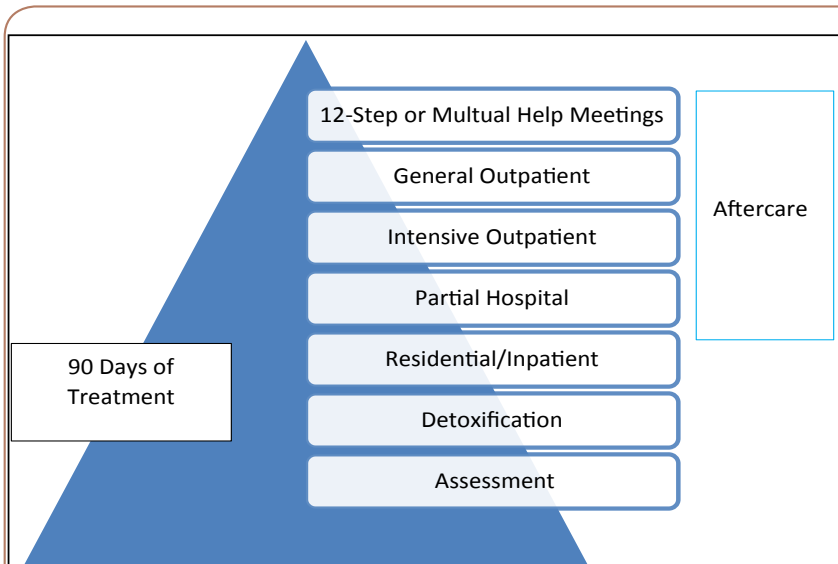 12-Step or Multual Help Meetings
General Outpatient
Intensive Outpatient
Aftercare
Partial Hospital
Residential/Inpatient
90 Days of
Treatment
Detoxification
Assessment